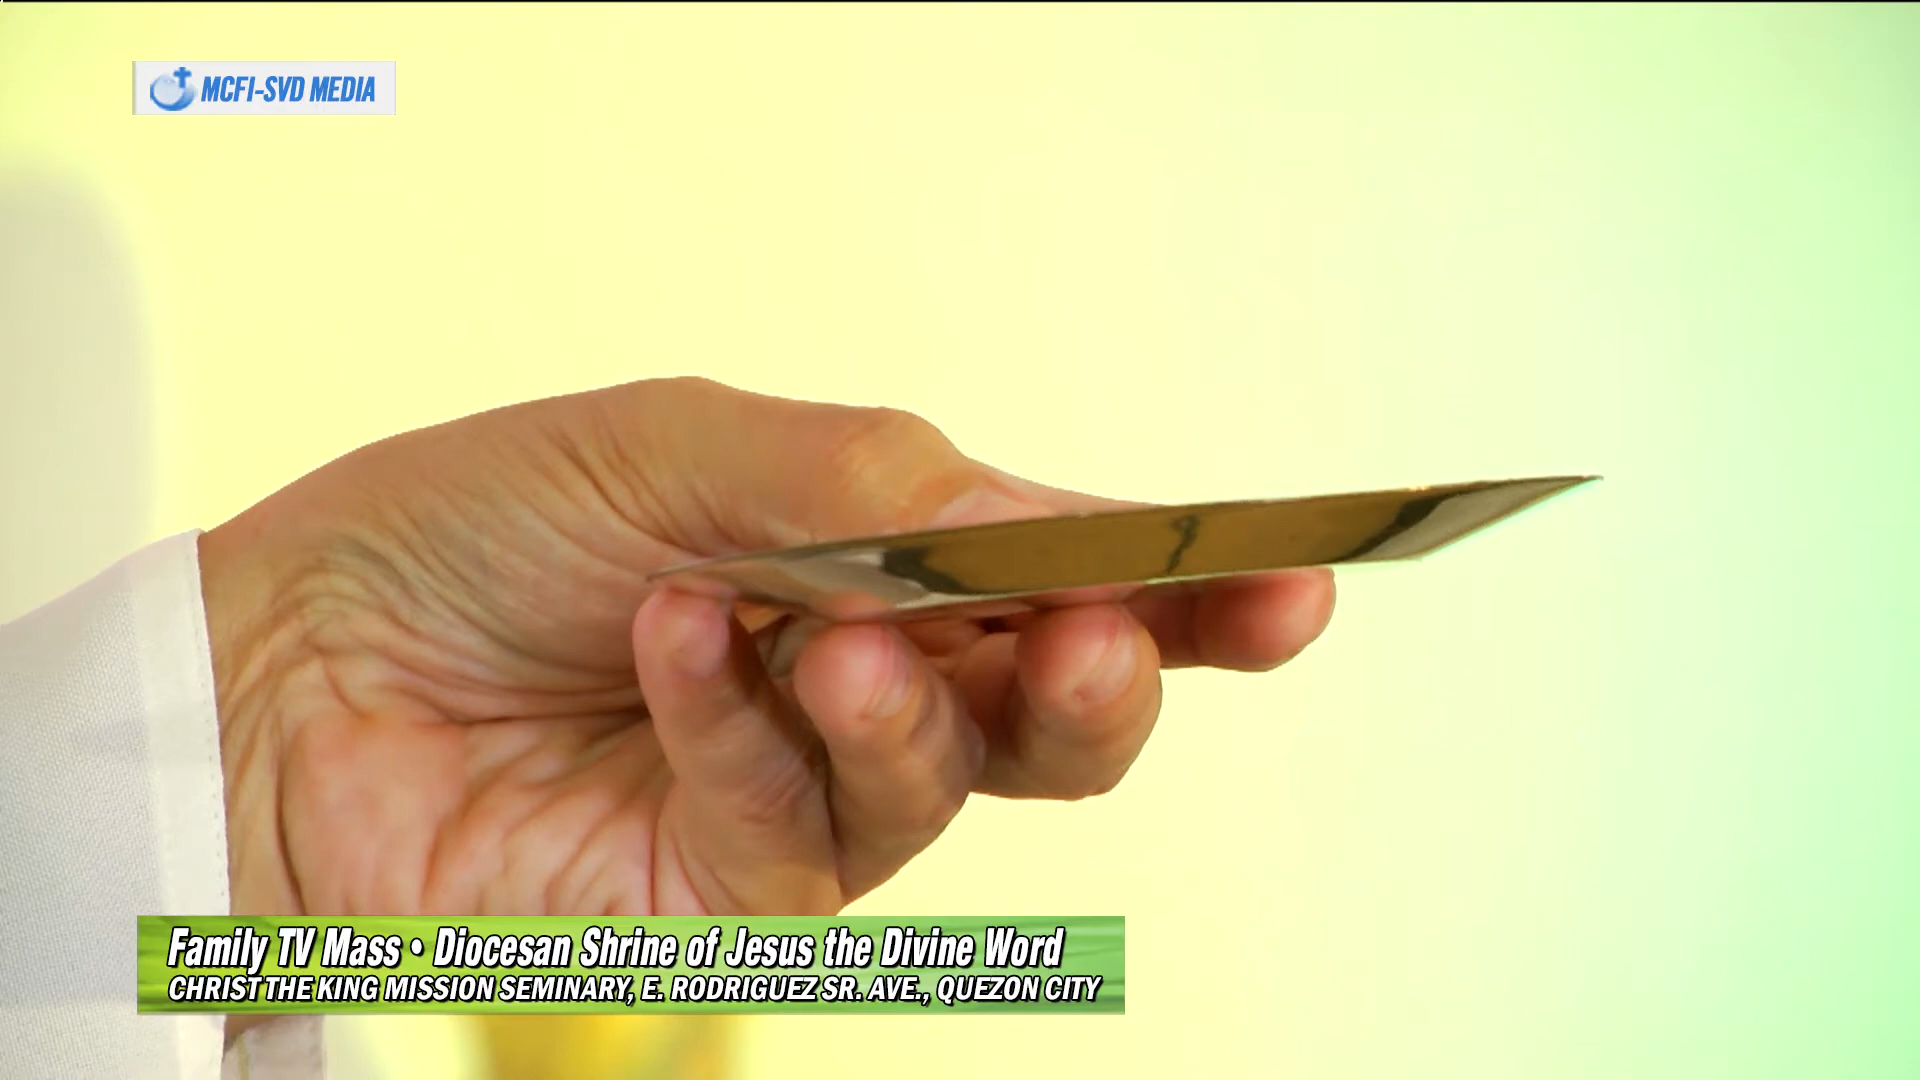 MCFI-SVD MEDIA
Family TV Mass • Diocesan Shrine of Jesus the Divine Word
CHRIST THE KING MISSION SEMINARY, E. RODRIGUEZ SR. AVE., QUEZON CITY